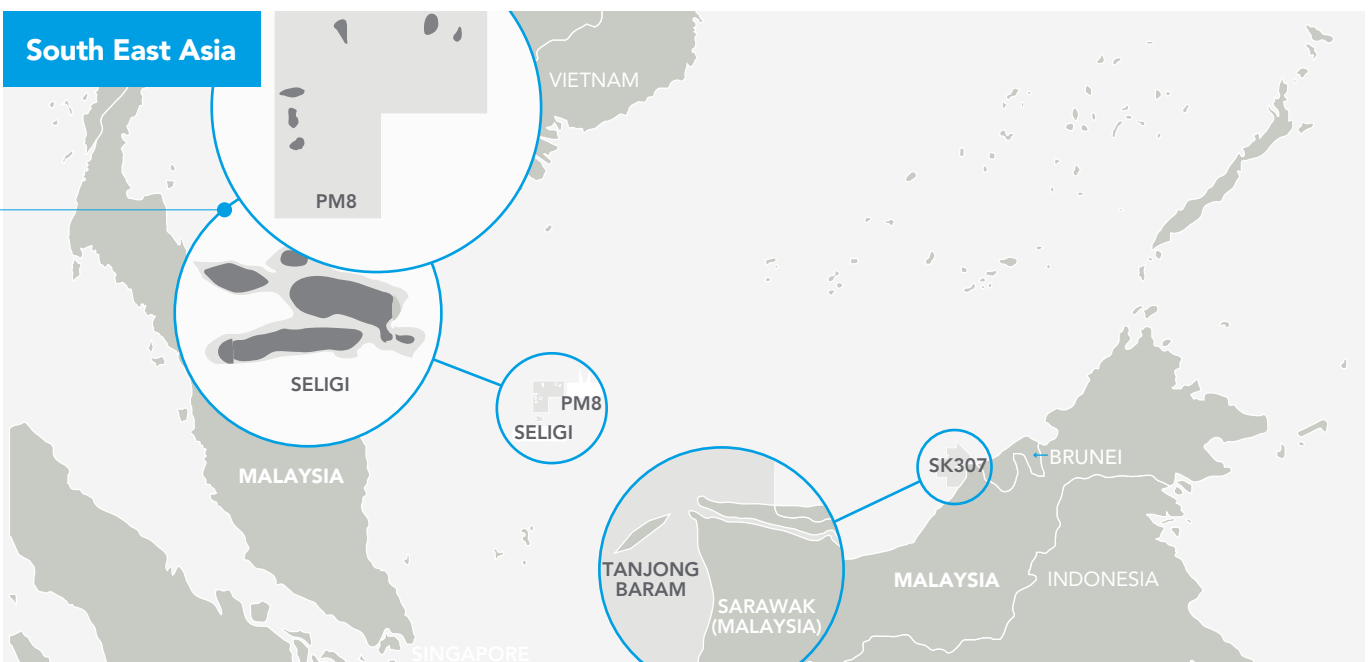 South East Asia
VIETNAM
PM8
SELIGI
PM8
SELIGI
MALAYSIA
SK307
←BRUNEI
TANJONG
BARAM
MALAYSIA
INDONESIA
SARAWAK
(MALAYSIA)
SINGAPORE